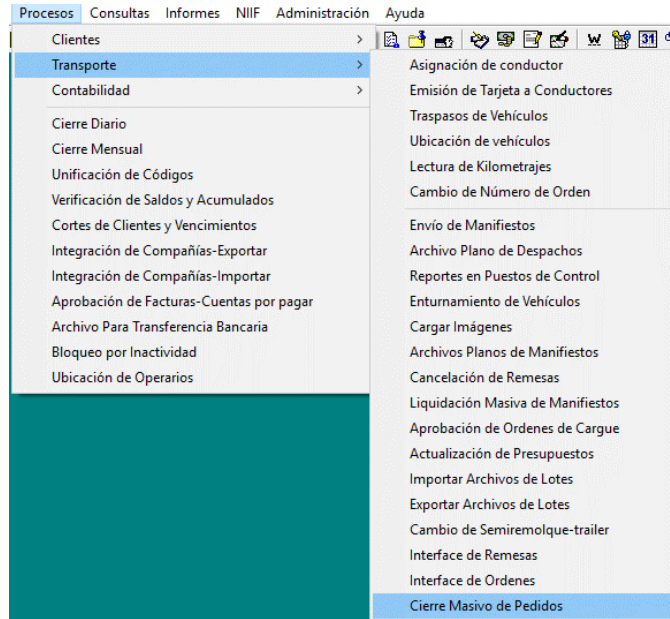 Procesos Consultas Informes NIIF Administración Ayuda
Clientes
Transporte
Contabilidad
Cierre Diario
Cierre Mensual
Unificación de Códigos
Verificación de Saldos y Acumulados
Cortes de Clientes y Vencimientos
Integración de Compañías-Exportar
Integración de Compañías-Importar
Aprobación de Facturas-Cuentas por pagar
Archivo Para Transferencia Bancaria
Bloqueo por Inactividad
Ubicación de Operarios
W 31
Asignación de conductor
Emisión de Tarjeta a Conductores
Traspasos de Vehículos
Ubicación de vehículos
Lectura de Kilometrajes
Cambio de Número de Orden
Envío de Manifiestos
Archivo Plano de Despachos
Reportes en Puestos de Control
Enturnamiento de Vehículos
Cargar Imágenes
Archivos Planos de Manifiestos
Cancelación de Remesas
Liquidación Masiva de Manifiestos
Aprobación de Ordenes de Cargue
Actualización de Presupuestos
Importar Archivos de Lotes
Exportar Archivos de Lotes
Cambio de Semiremolque-trailer
Interface de Remesas
Interface de Ordenes
Cierre Masivo de Pedidos